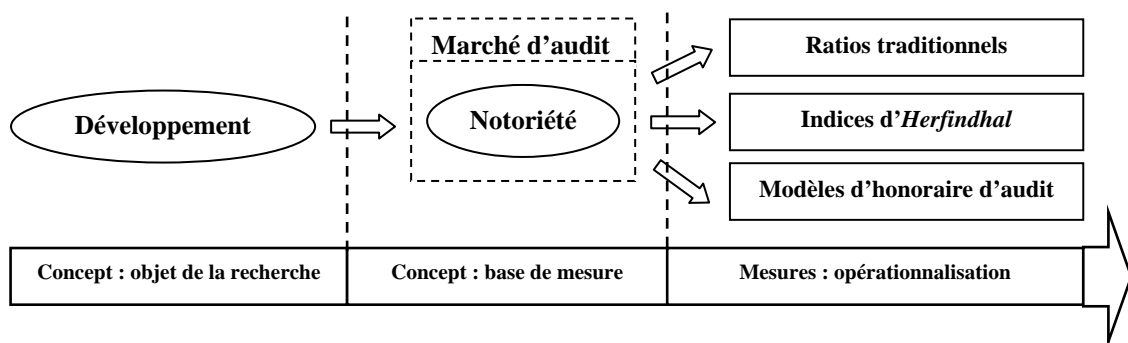 Marché d’audit
Ratios traditionnels
Développement
Notoriété
Indices d’Herfindhal
Modèles d’honoraire d’audit
Concept : objet de la recherche
Concept : base de mesure
Mesures : opérationnalisation